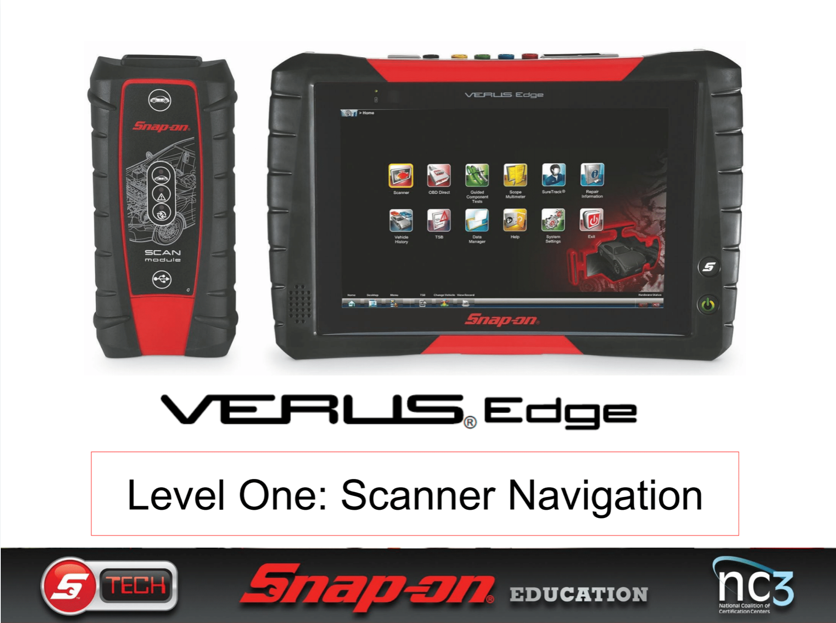 Snap-on®
SCAN
module
VERUS Edge
> Home
Scanner
OBD Direct
Guided
Component
Tools
Scope
Multimeter
SureTrack®
Repair
Information
Vehicle
History
TSB
Data
Manager
Help
System
Settings
Exit
Snap-on®
VERUS® Edge
Level One: Scanner Navigation
S TECH
Snap-on® EDUCATION
nc3
National Coalition of
Certification Centers